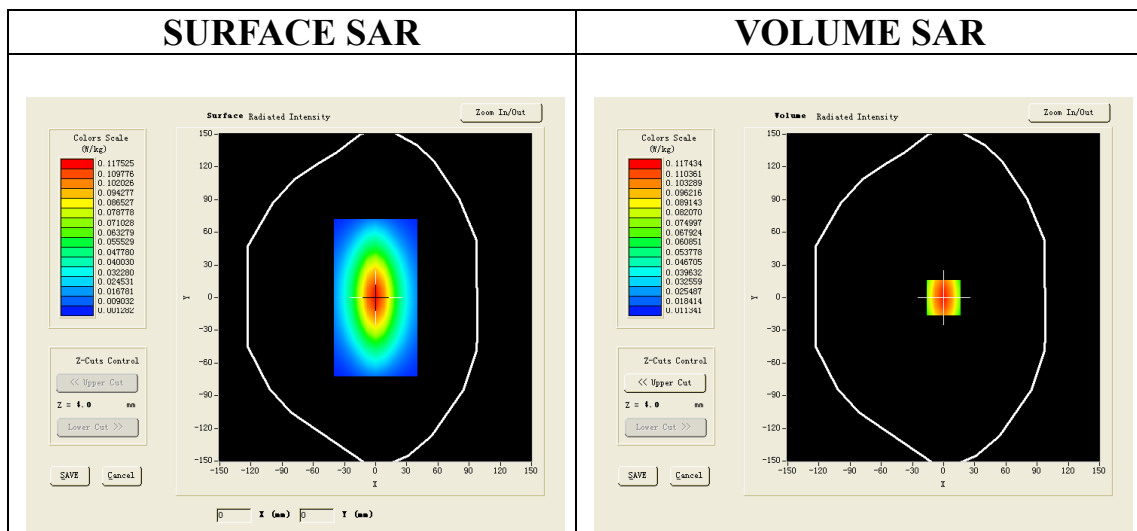 SURFACE SAR
VOLUME SAR
Surface Radiated Intensity
Zoom In/Out
Colors Scale
(W/kg)
0.117525
0.109776
0.102026
0.094277
0.086527
0.078778
0.071028
0.063279
0.055529
0.047780
0.040030
0.032280
0.024531
0.016781
0.009032
0.001282
150
120
90
60
30
0
-30
-60
-90
-120
-150
Y
-150 -120 -90 -60 -30 0 30 60 90 120 150
X
Z-Cuts Control
<< Upper Cut
Z = 4.0 mm
Lower Cut >>
SAVE Cancel
0 X (mm) 0 Y (mm)
Volume Radiated Intensity
Zoom In/Out
Colors Scale
(W/kg)
0.117434
0.110361
0.103289
0.096216
0.089143
0.082070
0.074997
0.067924
0.060851
0.053778
0.046705
0.039632
0.032559
0.025487
0.018414
0.011341
150
120
90
60
30
0
-30
-60
-90
-120
-150
Y
-150 -120 -90 -60 -30 0 30 60 90 120 150
X
Z-Cuts Control
<< Upper Cut
Z = 4.0 mm
Lower Cut >>
SAVE Cancel